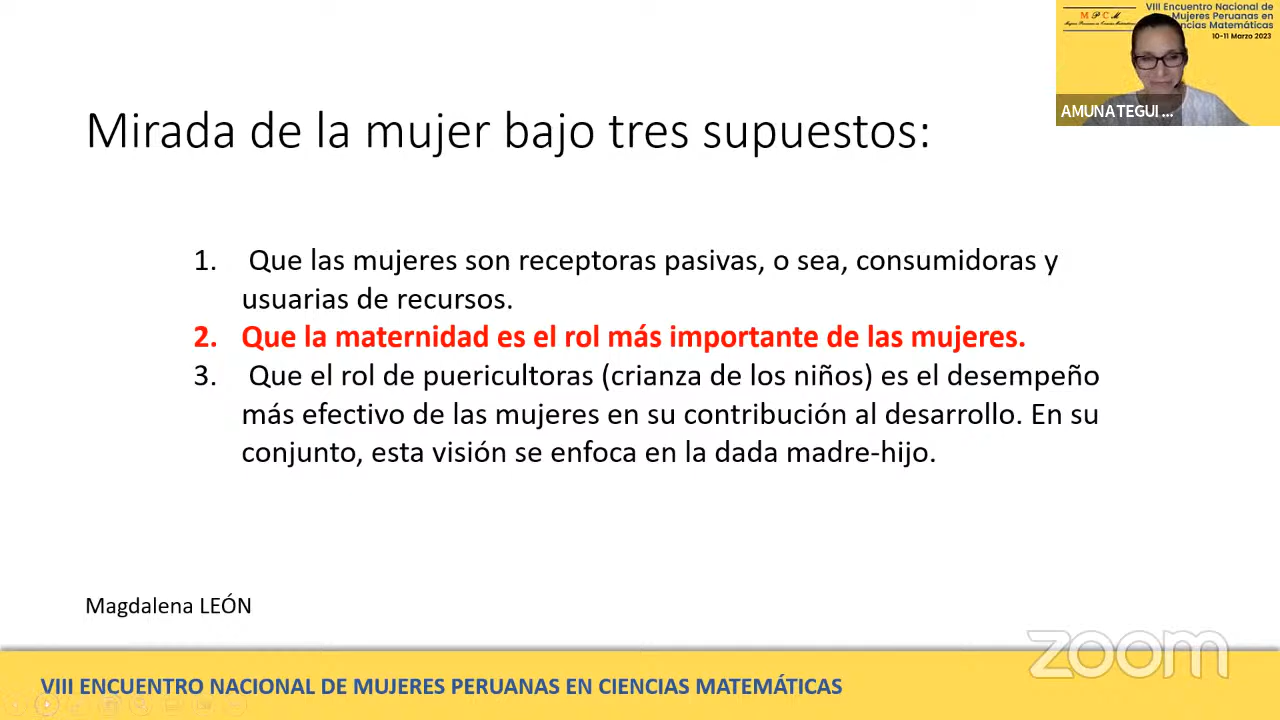 VIII Encuentro Nacional de
Mujeres Peruanas en
Ciencias Matemáticas
10-11 Marzo 2023
M P C M
AMUNATEGUI ...
Mirada de la mujer bajo tres supuestos:
1. Que las mujeres son receptoras pasivas, o sea, consumidoras y
usuarias de recursos.
2. Que la maternidad es el rol más importante de las mujeres.
3. Que el rol de puericultoras (crianza de los niños) es el desempeño
más efectivo de las mujeres en su contribución al desarrollo. En su
conjunto, esta visión se enfoca en la dada madre-hijo.
Magdalena LEÓN
zoom
VIII ENCUENTRO NACIONAL DE MUJERES PERUANAS EN CIENCIAS MATEMÁTICAS